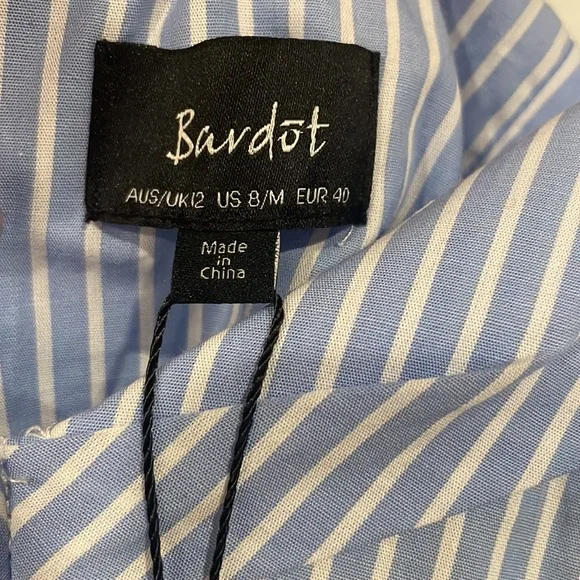 Bardōt
AUS/UK12 US 8/M EUR 40
Made
in
China